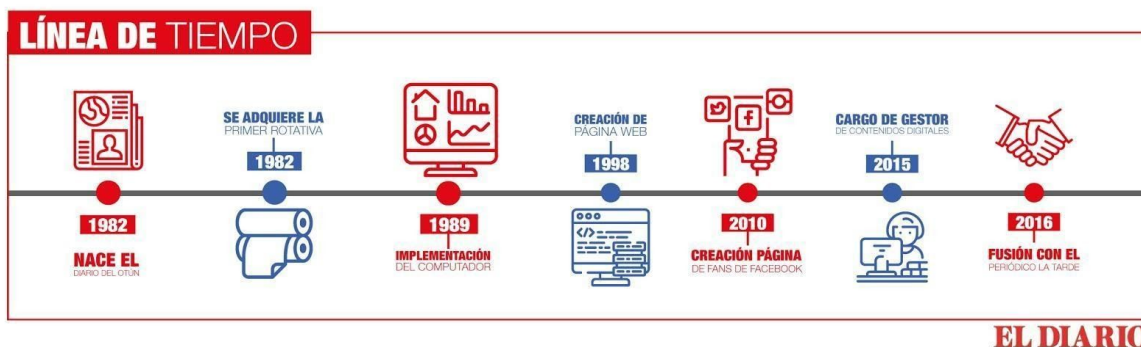 LÍNEA DE TIEMPO
1982
NACE EL
DIARIO DEL OTÚN
SE ADQUIERE LA
PRIMER ROTATIVA
1982
1989
IMPLEMENTACIÓN
DEL COMPUTADOR
CREACIÓN DE
PÁGINA WEB
1998
2010
CREACIÓN PÁGINA
DE FANS DE FACEBOOK
CARGO DE GESTOR
DE CONTENIDOS DIGITALES
2015
2016
FUSIÓN CON EL
PERIÓDICO LA TARDE
EL DIARIO